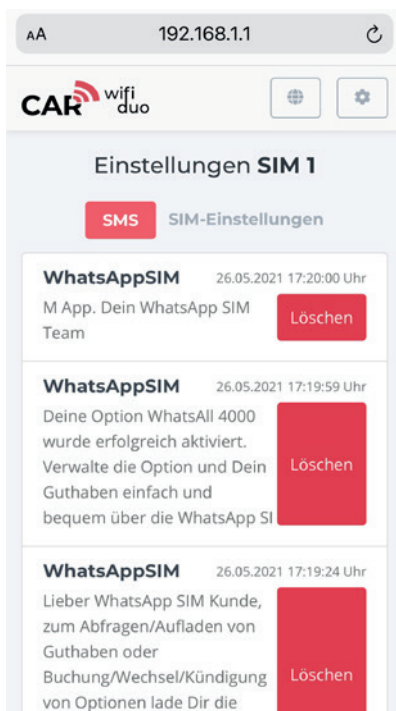 AA 192.168.1.1
CAR wifi duo
Einstellungen SIM 1
SMS SIM-Einstellungen
WhatsAppSIM 26.05.2021 17:20:00 Uhr
M App. Dein WhatsApp SIM
Team
Löschen
WhatsAppSIM 26.05.2021 17:19:59 Uhr
Deine Option WhatsAll 4000
wurde erfolgreich aktiviert.
Verwalte die Option und Dein
Guthaben einfach und
bequem über die WhatsApp SI
Löschen
WhatsAppSIM 26.05.2021 17:19:24 Uhr
Lieber WhatsApp SIM Kunde,
zum Abfragen/Aufladen von
Guthaben oder
Buchung/Wechsel/Kündigung
von Optionen lade Dir die
Löschen